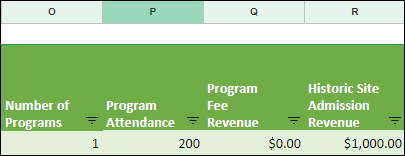 O P Q R
Number of Programs
Program Attendance
Program Fee Revenue
Historic Site Admission Revenue
1 200 $0.00 $1,000.00